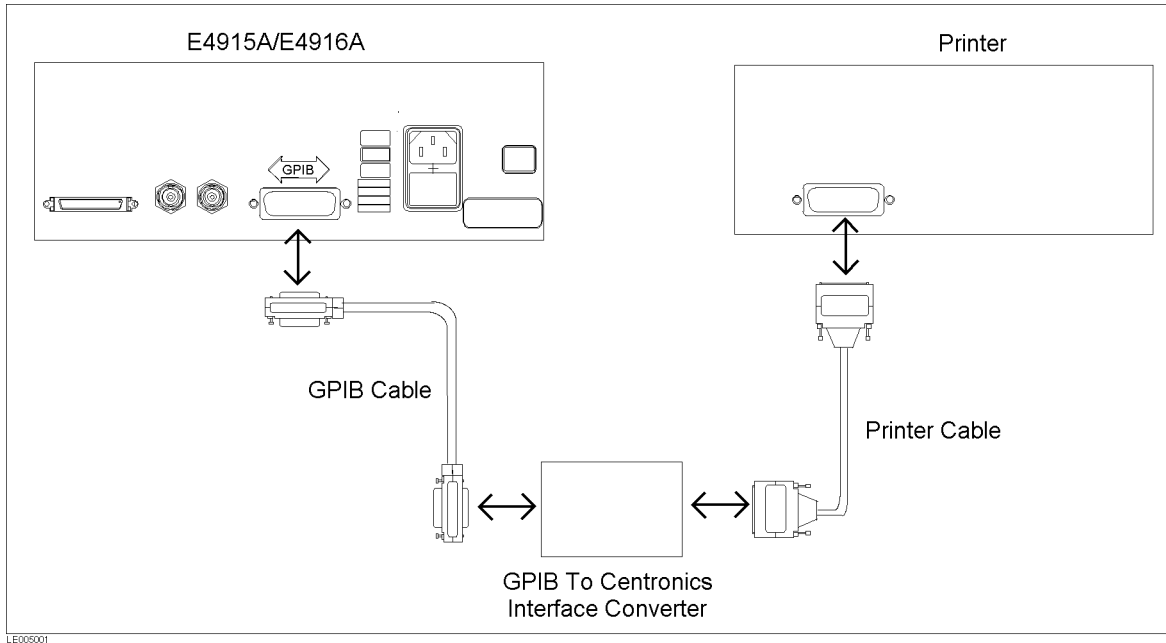 E4915A/E4916A
Printer
GPIB
GPIB Cable
Printer Cable
GPIB To Centronics
Interface Converter
LE005001